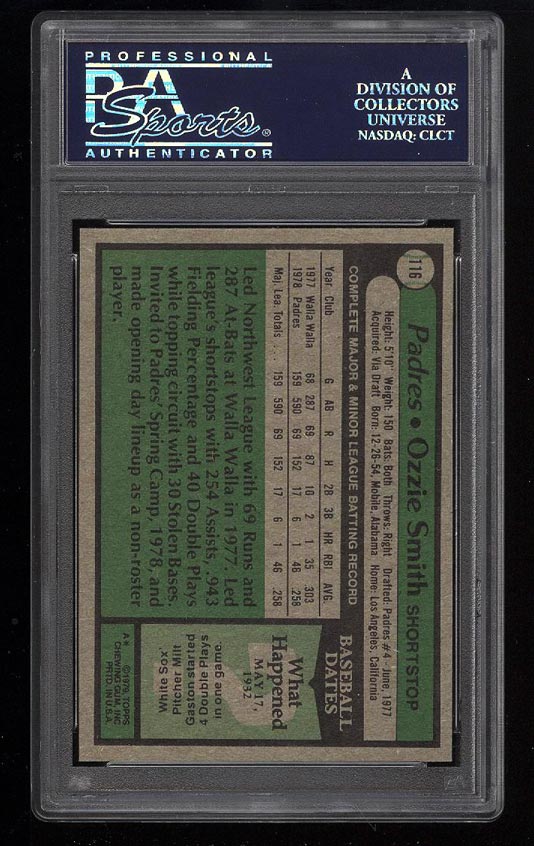 PROFESSIONAL
PSA
Sports®
AUTHENTICATOR
A
DIVISION OF
COLLECTORS
UNIVERSE
NASDAQ: CLCT
116
Padres • Ozzie Smith SHORTSTOP
Height: 5'10" Weight: 150 Bats: Both Throws: Right Drafted: Padres #4 - June, 1977
Acquired: Via Draft Born: 12-26-54, Mobile, Alabama Home: Los Angeles, California
COMPLETE MAJOR & MINOR LEAGUE BATTING RECORD
Year Club G AB R H 2B 3B HR RBI AVG.
1977 Walla Walla 68 287 69 87 10 2 1 35 .303
1978 Padres 159 590 69 152 17 6 1 46 .258
Maj. Lea. Totals . . . 159 590 69 152 17 6 1 46 .258
Led Northwest League with 69 Runs and
287 At-Bats at Walla Walla in 1977. Led
league's shortstops with 254 Assists, .943
Fielding Percentage and 40 Double Plays
while topping circuit with 30 Stolen Bases.
Invited to Padres' Spring Camp, 1978, and
made opening day lineup as a non-roster
player.
BASEBALL
DATES
What
Happened
MAY 17,
1932
White Sox
Pitcher Milt
Gaston started
4 Double Plays
in one game.
A* ©1979, TOPPS
CHEWING GUM, INC
PRTD. IN U.S.A.